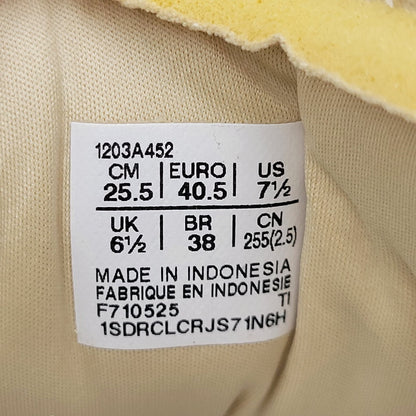 1203A452
CM EURO US
25.5 40.5 7½
UK BR CN
6½ 38 255(2.5)
MADE IN INDONESIA
FABRIQUE EN INDONESIE
F710525 TI
1SDRCLCRJS71N6H